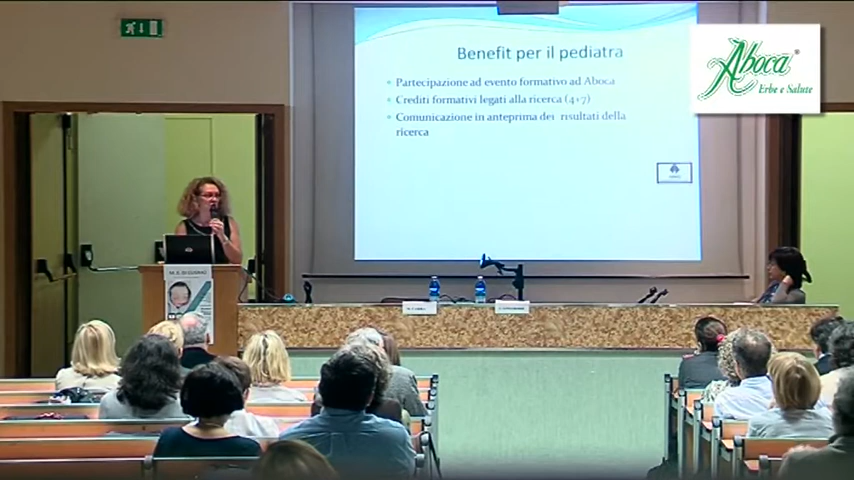 Benefit per il pediatra
• Partecipazione ad evento formativo ad Aboca
• Crediti formativi legati alla ricerca (4+7)
• Comunicazione in anteprima dei risultati della
ricerca
Aboca®
Erbe e Salute